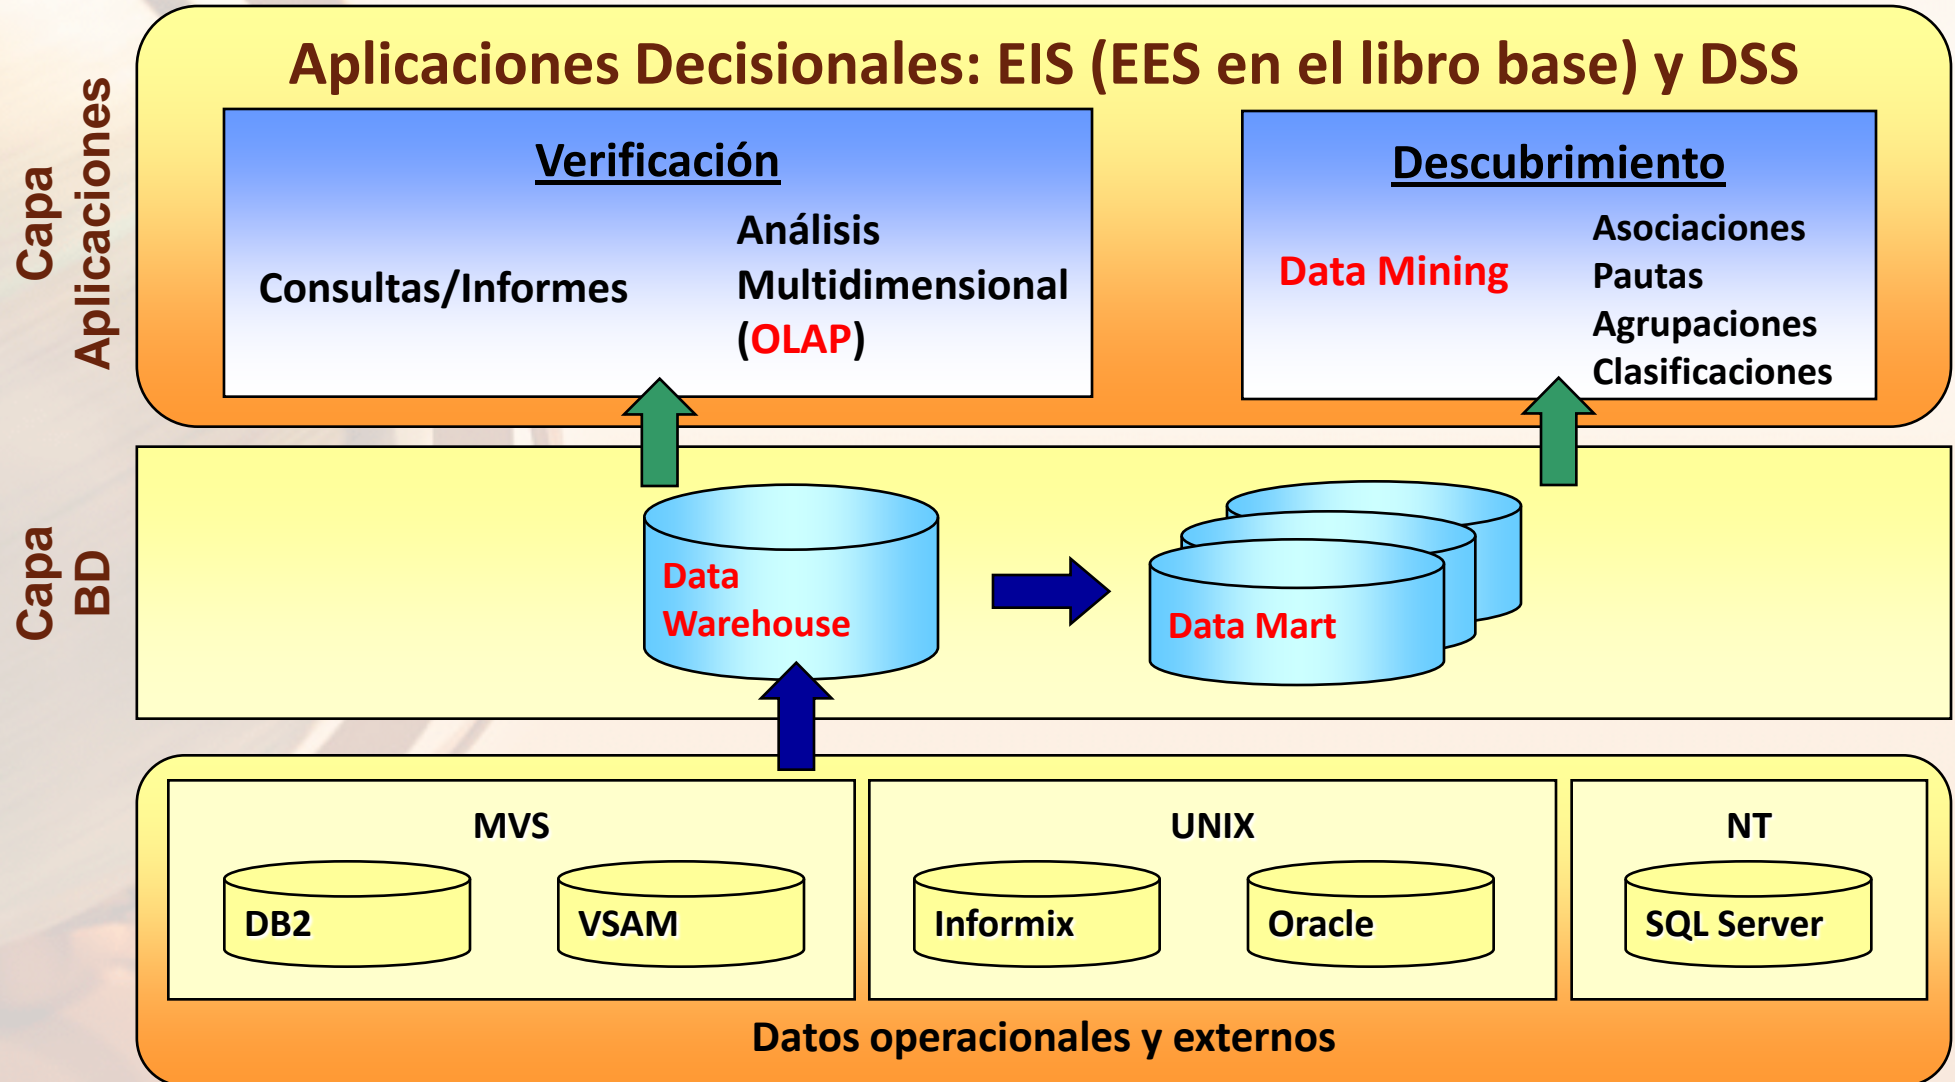 Aplicaciones Decisionales: EIS (EES en el libro base) y DSS
Capa
Aplicaciones
Verificación
Consultas/Informes
Análisis
Multidimensional
(OLAP)
Descubrimiento
Data Mining
Asociaciones
Pautas
Agrupaciones
Clasificaciones
Capa
BD
Data
Warehouse
Data Mart
MVS
DB2
VSAM
UNIX
Informix
Oracle
NT
SQL Server
Datos operacionales y externos